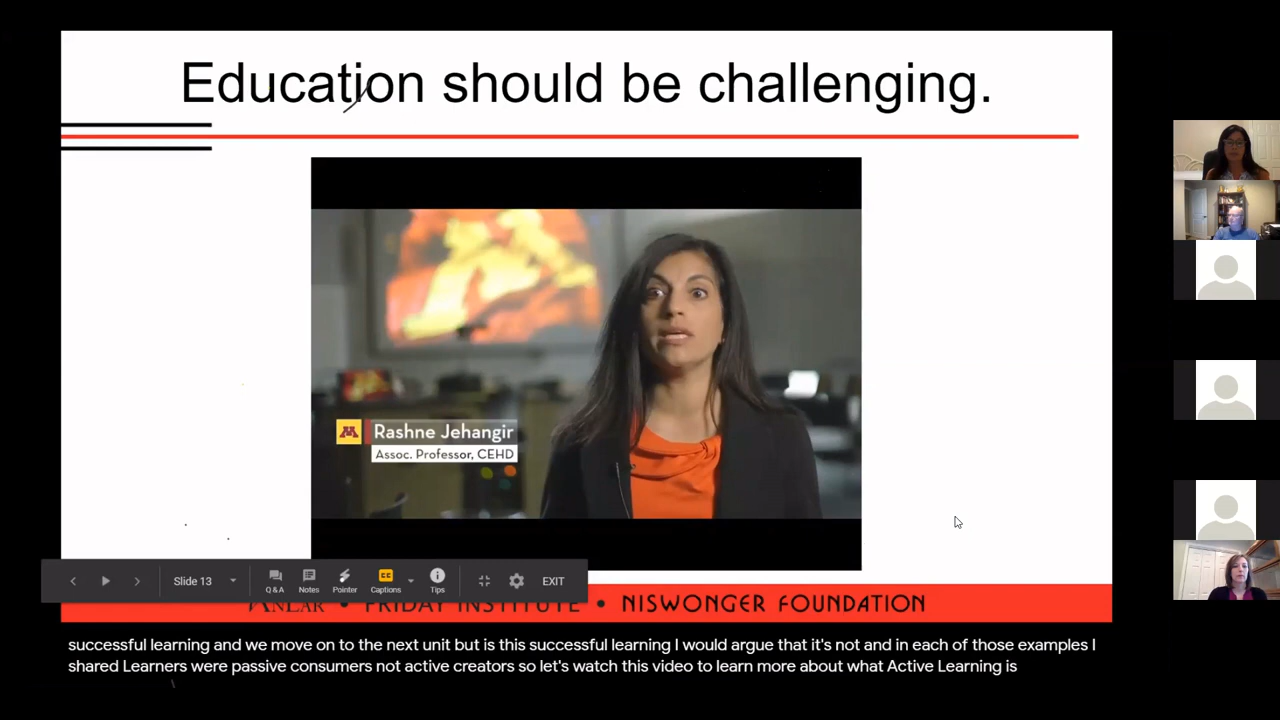 Education should be challenging.
Rashne Jehangir
Assoc. Professor, CEHD
Slide 13
Q&A
Notes
Pointer
Captions
Tips
EXIT
FRIDAY INSTITUTE • NISWONGER FOUNDATION
successful learning and we move on to the next unit but is this successful learning I would argue that it's not and in each of those examples I
shared Learners were passive consumers not active creators so let's watch this video to learn more about what Active Learning is